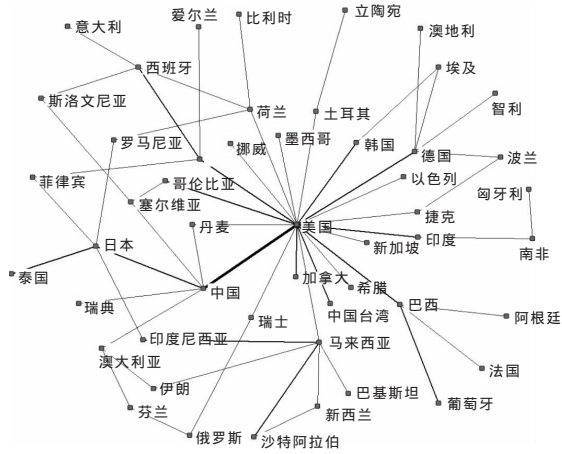 意大利
爱尔兰
比利时
立陶宛
澳地利
西班牙
埃及
斯洛文尼亚
荷兰
土耳其
智利
罗马尼亚
挪威
墨西哥
韩国
德国
波兰
菲律宾
哥伦比亚
以色列
匈牙利
塞尔维亚
丹麦
美国
捷克
日本
新加坡
印度
南非
泰国
中国
加拿大
希腊
瑞典
瑞士
中国台湾
巴西
阿根廷
印度尼西亚
马来西亚
澳大利亚
伊朗
巴基斯坦
法国
芬兰
新西兰
葡萄牙
俄罗斯
沙特阿拉伯